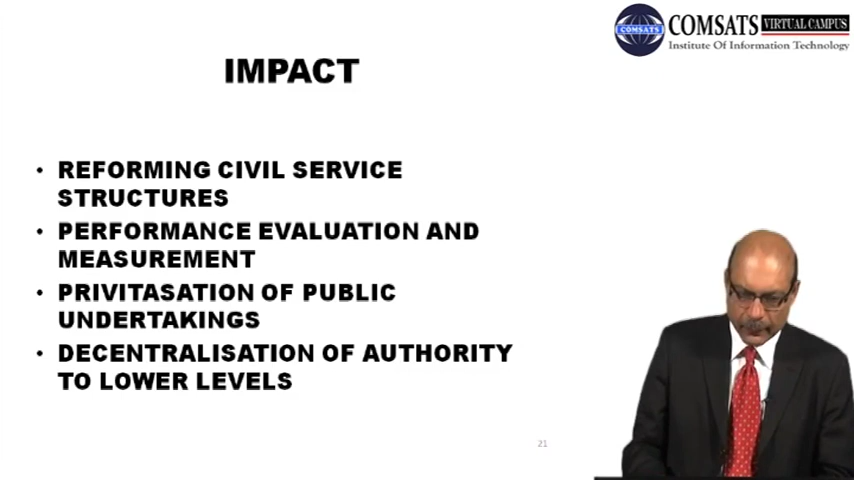 COMSATS VIRTUAL CAMPUS
COMSATS
Institute Of Information Technology
IMPACT
• REFORMING CIVIL SERVICE
STRUCTURES
• PERFORMANCE EVALUATION AND
MEASUREMENT
• PRIVITASATION OF PUBLIC
UNDERTAKINGS
• DECENTRALISATION OF AUTHORITY
TO LOWER LEVELS
21